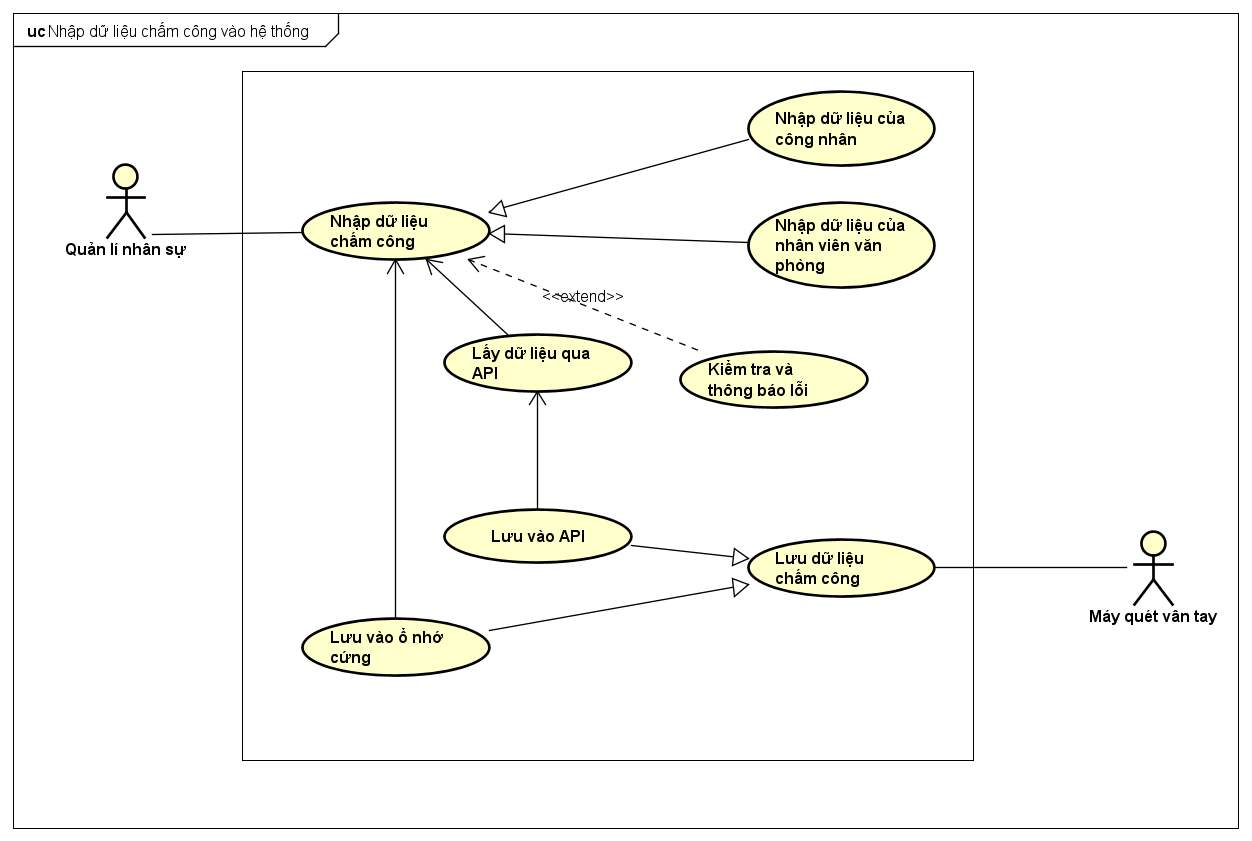 uc Nhập dữ liệu chấm công vào hệ thống
Nhập dữ liệu của
công nhân
Quản lí nhân sự
Nhập dữ liệu
chấm công
Nhập dữ liệu của
nhân viên văn
phòng
<<extend>>
Lấy dữ liệu qua
API
Kiểm tra và
thông báo lỗi
Lưu vào API
Lưu dữ liệu
chấm công
Máy quét vân tay
Lưu vào ổ nhớ
cứng